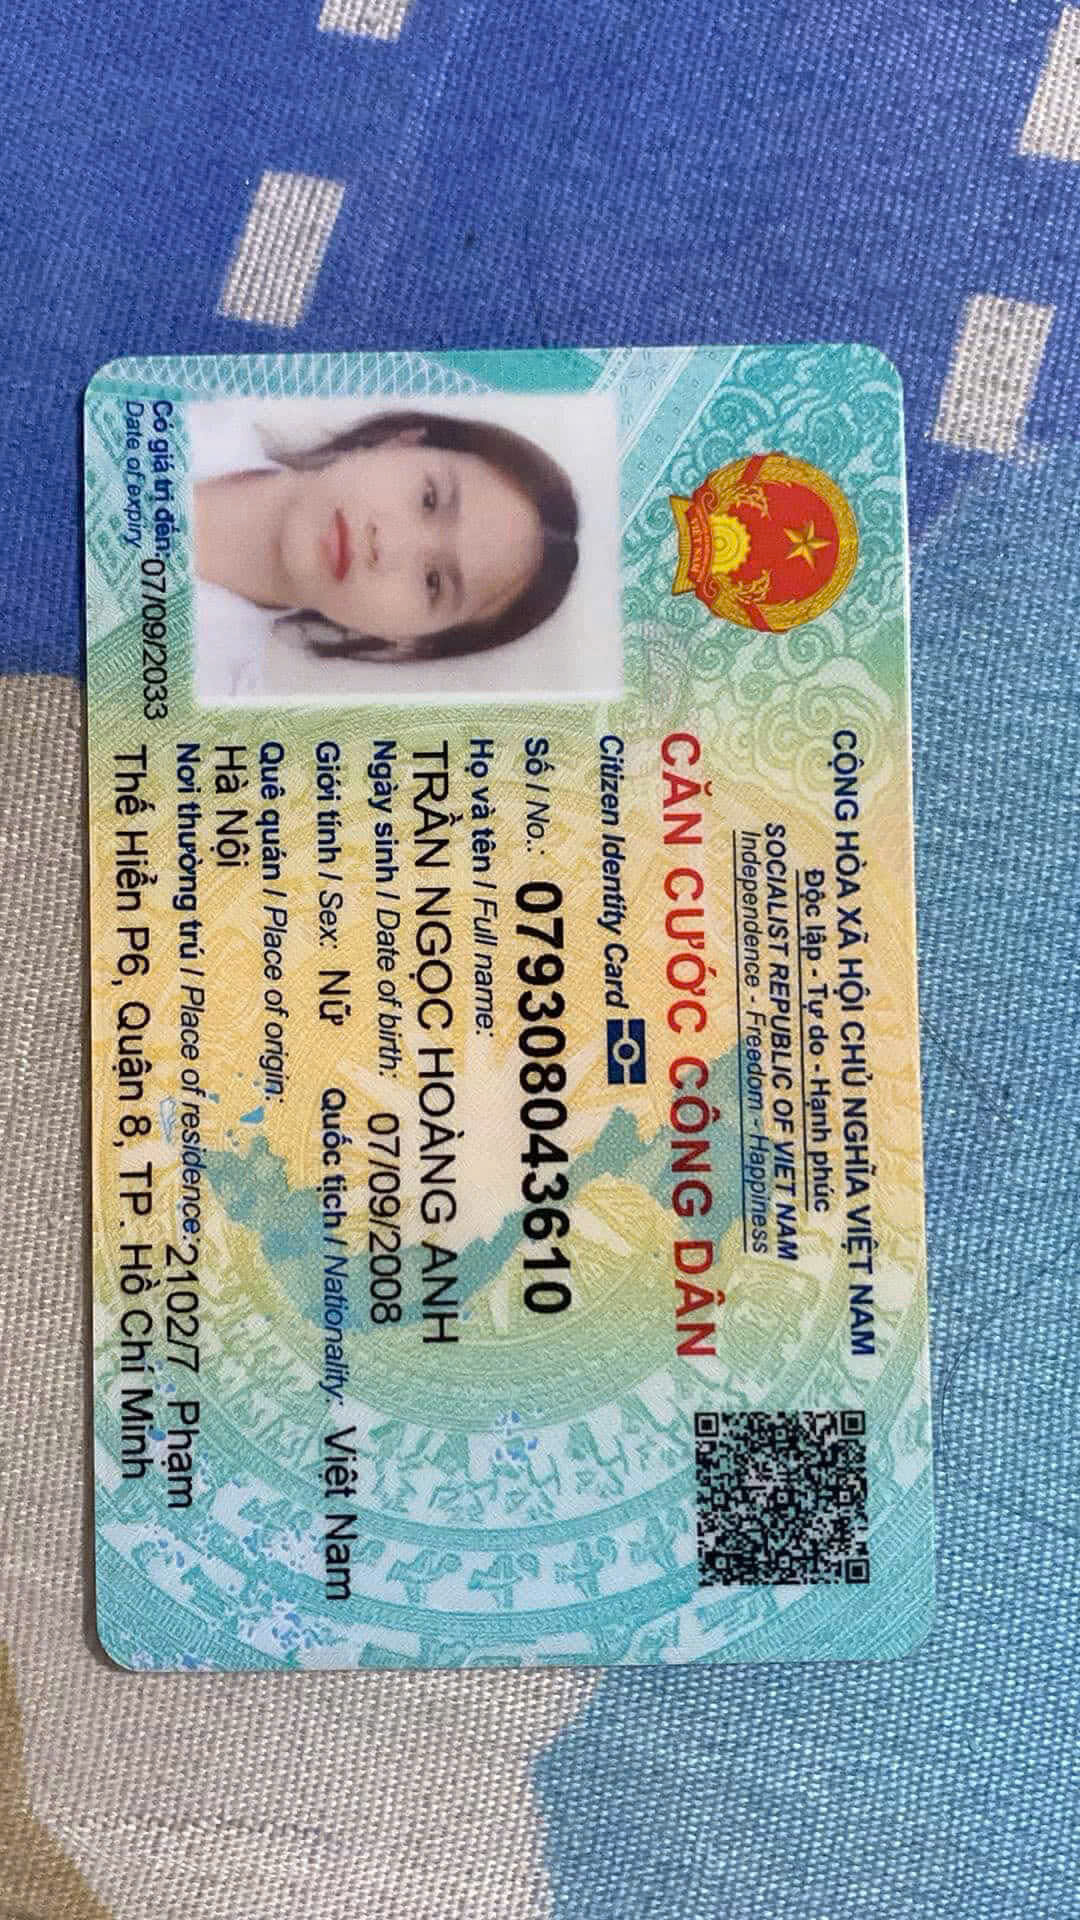 CỘNG HÒA XÃ HỘI CHỦ NGHĨA VIỆT NAM
Độc lập - Tự do - Hạnh phúc
SOCIALIST REPUBLIC OF VIET NAM
Independence - Freedom - Happiness
CĂN CƯỚC CÔNG DÂN
Citizen Identity Card
Số / No.: 079308043610
Họ và tên / Full name:
TRẦN NGỌC HOÀNG ANH
Ngày sinh / Date of birth: 07/09/2008
Giới tính / Sex: Nữ Quốc tịch / Nationality: Việt Nam
Quê quán / Place of origin:
Hà Nội
Nơi thường trú / Place of residence: 2102/7 Phạm
Thế Hiển P6, Quận 8, TP. Hồ Chí Minh
Có giá trị đến: 07/09/2033
Date of expiry
VIỆT NAM